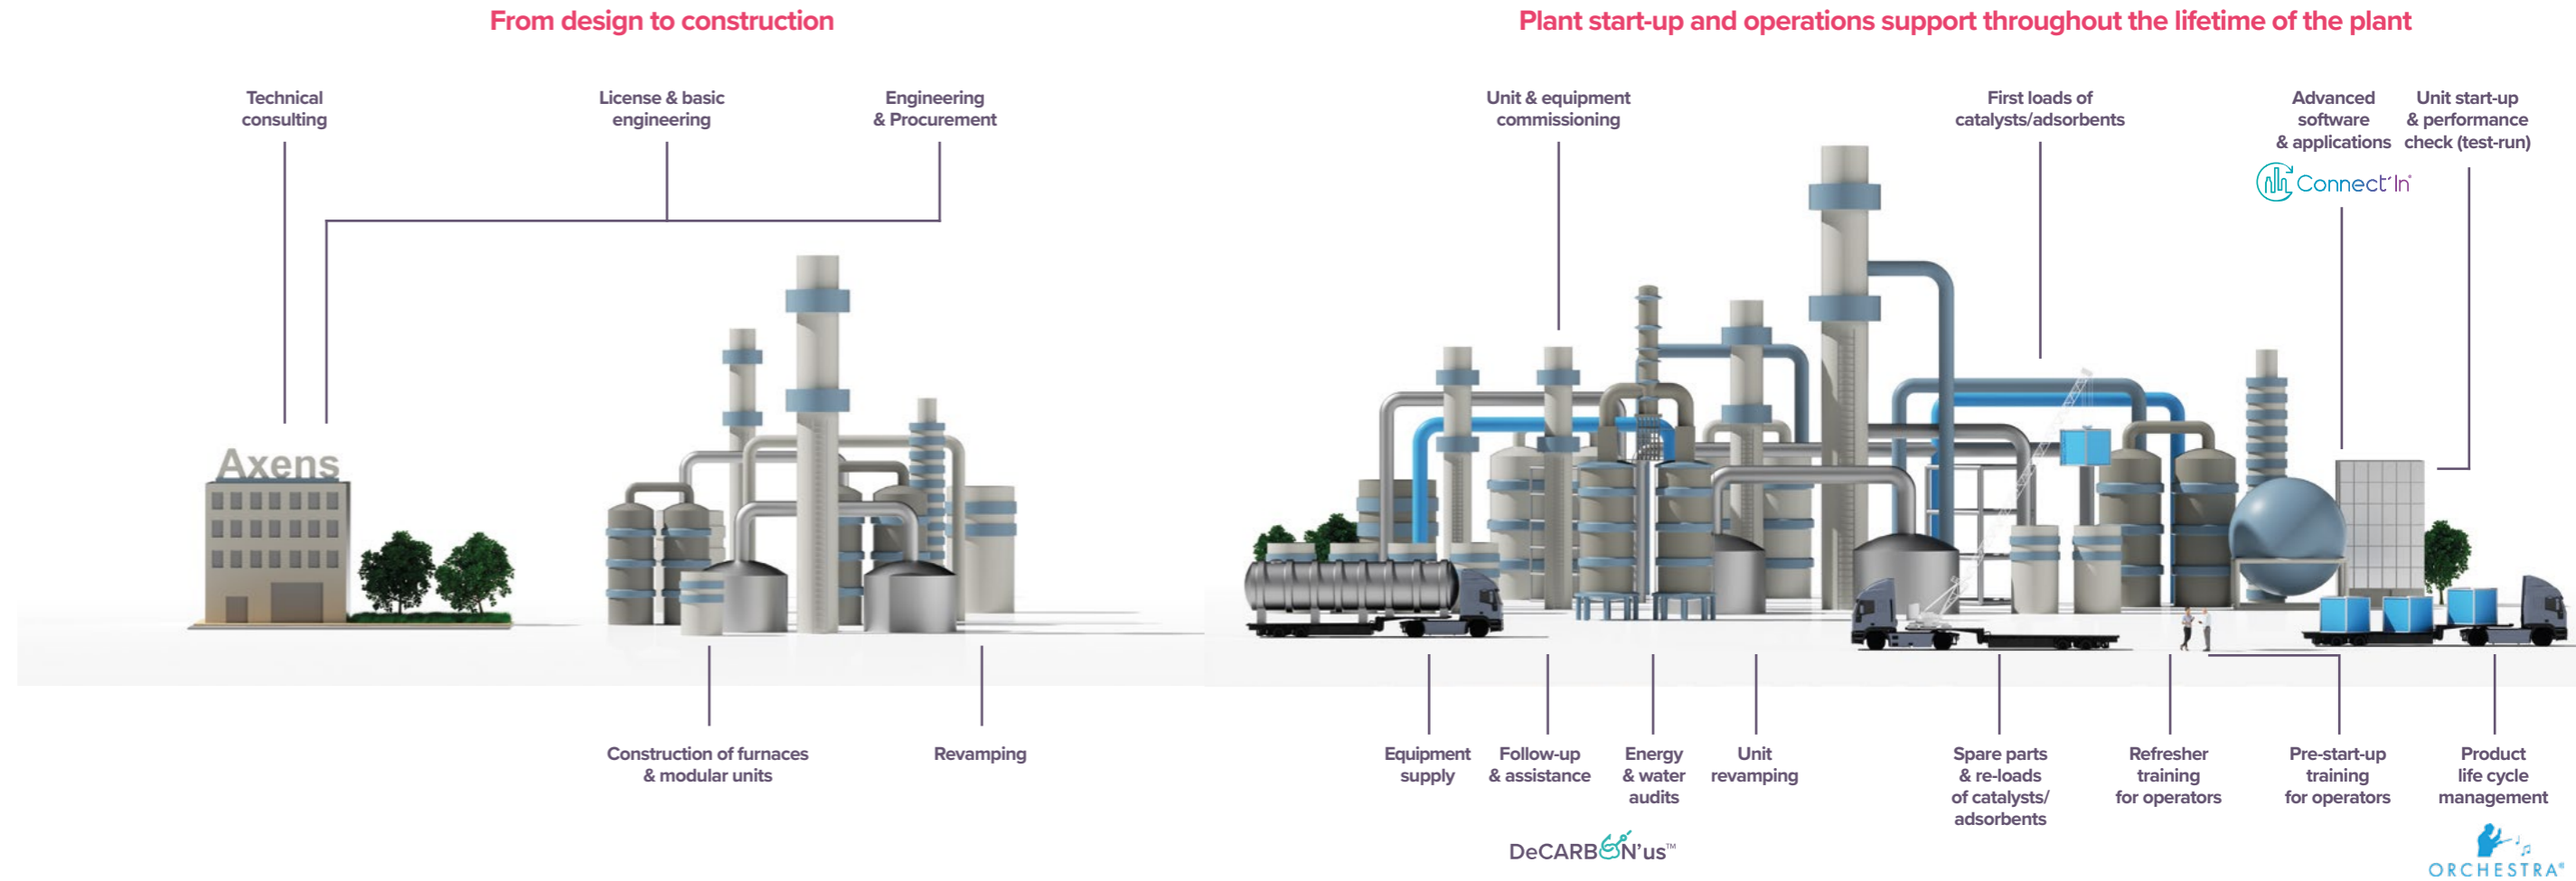 From design to construction
Technical
consulting
License & basic
engineering
Engineering
& Procurement
Axens
Construction of furnaces
& modular units
Revamping
Plant start-up and operations support throughout the lifetime of the plant
Unit & equipment
commissioning
First loads of
catalysts/adsorbents
Advanced
software
& applications
Connect'In®
Unit start-up
& performance
check (test-run)
Equipment
supply
Follow-up
& assistance
Energy
& water
audits
DeCARBON'us™
Unit
revamping
Spare parts
& re-loads
of catalysts/
adsorbents
Refresher
training
for operators
Pre-start-up
training
for operators
Product
life cycle
management
ORCHESTRA®